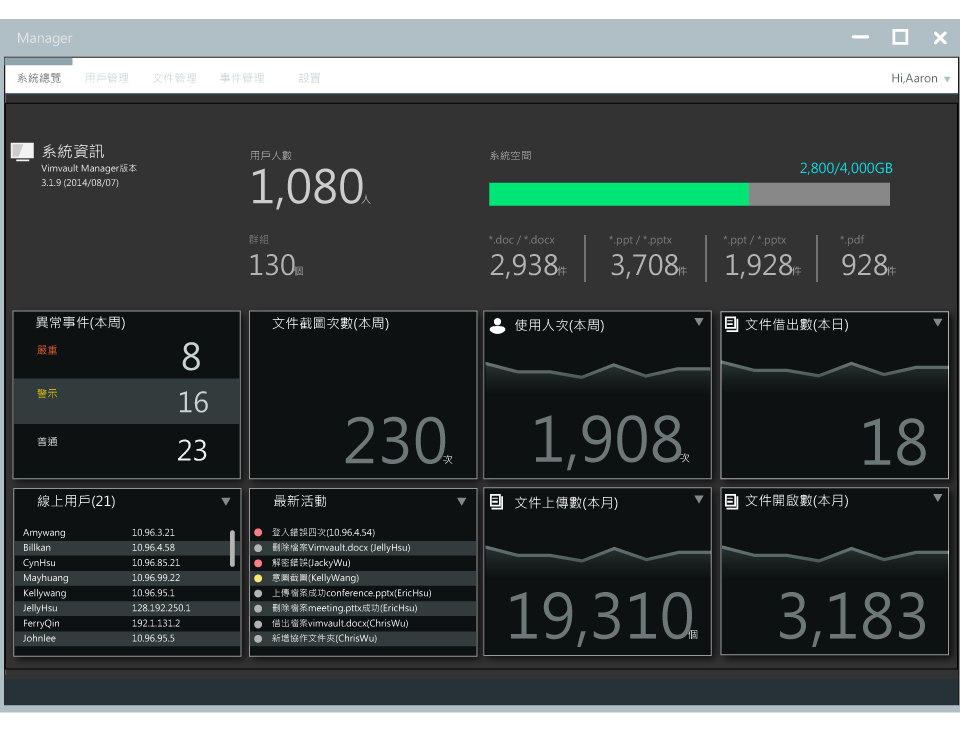 Manager
系統總覽 用戶管理 文件管理 事件管理 設置 Hi,Aaron
系統資訊
Vimvault Manager版本
3.1.9 (2014/08/07)
用戶人數
1,080人
群組
130個
系統空間
2,800/4,000GB
*.doc / *.docx *.ppt / *.pptx *.ppt / *.pptx *.pdf
2,938件 3,708件 1,928件 928件
異常事件(本周)
嚴重 8
警示 16
普通 23
文件截圖次數(本周)
230次
使用人次(本周)
1,908次
文件借出數(本日)
18
線上用戶(21)
Amywang 10.96.3.21
Billkan 10.96.4.58
CynHsu 10.96.85.21
Mayhuang 10.96.99.22
Kellywang 10.96.95.1
JellyHsu 128.192.250.1
FerryQin 192.1.131.2
Johnlee 10.96.95.5
最新活動
登入錯誤四次(10.96.4.54)
刪除檔案Vimvault.docx (JellyHsu)
解密錯誤(JackyWu)
意圖截圖(KellyWang)
上傳檔案成功conference.pptx(EricHsu)
刪除檔案meeting.pttx成功(EricHsu)
借出檔案vimvault.docx(ChrisWu)
新增協作文件夾(ChrisWu)
文件上傳數(本月)
19,310個
文件開啟數(本月)
3,183